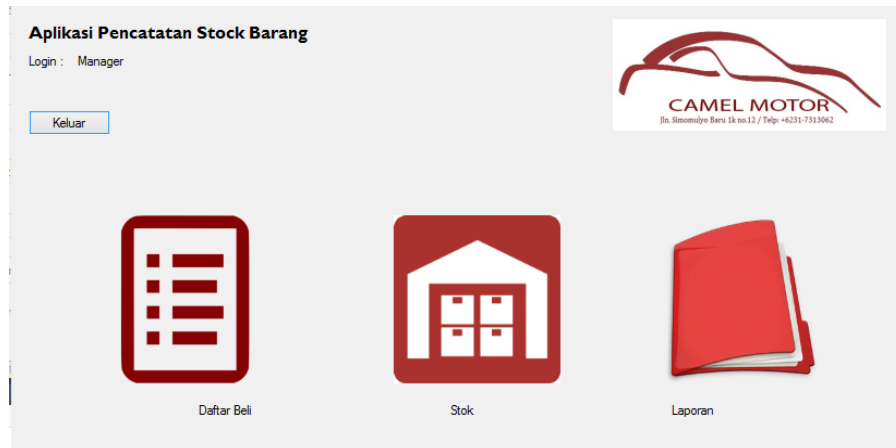 Aplikasi Pencatatan Stock Barang
Login : Manager
Keluar
CAMEL MOTOR
Jln. Simomulyo Baru 1k no.12 / Telp: +6231-7313062
Daftar Beli
Stok
Laporan